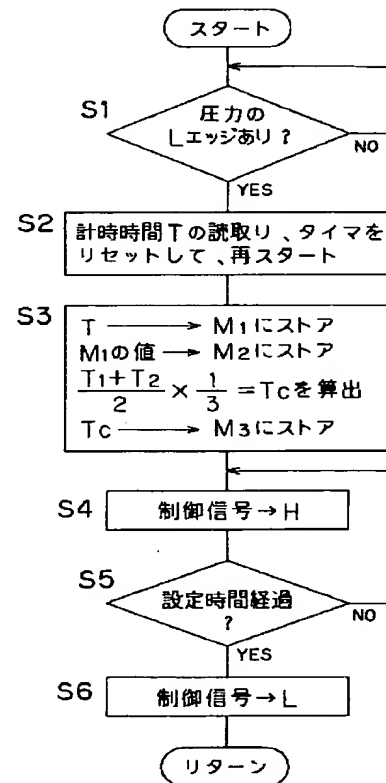 スタート
S1
圧力の
Lエッジあり?
NO
YES
S2
計時時間Tの読取り、タイマを
リセットして、再スタート
S3
T → M1にストア
M1の値 → M2にストア
T1+T2/2 × 1/3 = Tcを算出
Tc → M3にストア
S4
制御信号→H
S5
設定時間経過
?
NO
YES
S6
制御信号→L
リターン